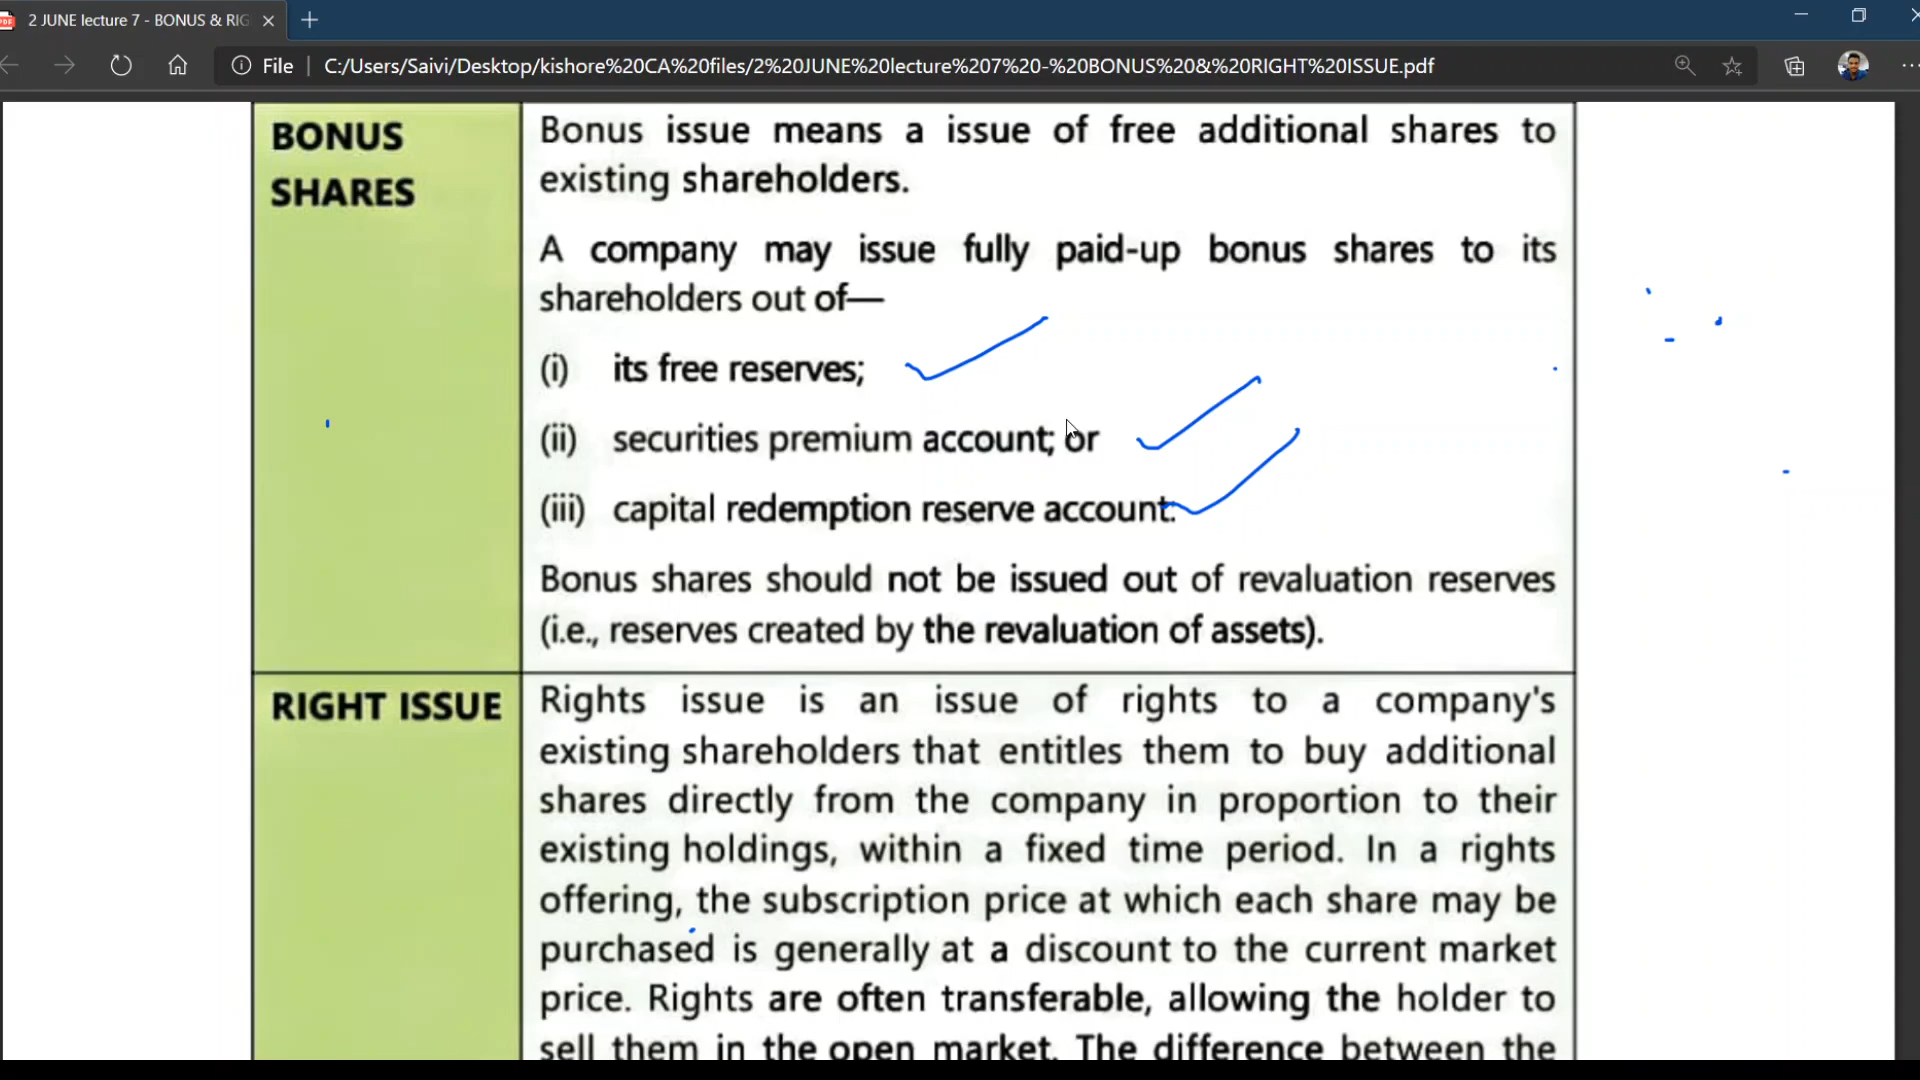 2 JUNE lecture 7 - BONUS & RIG
File
C:/Users/Saivi/Desktop/kishore%20CA%20files/2%20JUNE%20lecture%207%20-%20BONUS%20&%20RIGHT%20ISSUE.pdf
BONUS
SHARES
Bonus issue means a issue of free additional shares to
existing shareholders.
A company may issue fully paid-up bonus shares to its
shareholders out of—
(i) its free reserves;
(ii) securities premium account; or
(iii) capital redemption reserve account.
Bonus shares should not be issued out of revaluation reserves
(i.e., reserves created by the revaluation of assets).
RIGHT ISSUE
Rights issue is an issue of rights to a company's
existing shareholders that entitles them to buy additional
shares directly from the company in proportion to their
existing holdings, within a fixed time period. In a rights
offering, the subscription price at which each share may be
purchased is generally at a discount to the current market
price. Rights are often transferable, allowing the holder to
sell them in the open market. The difference between the